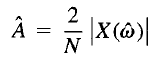 Â = 2/N |X(ω̂)|